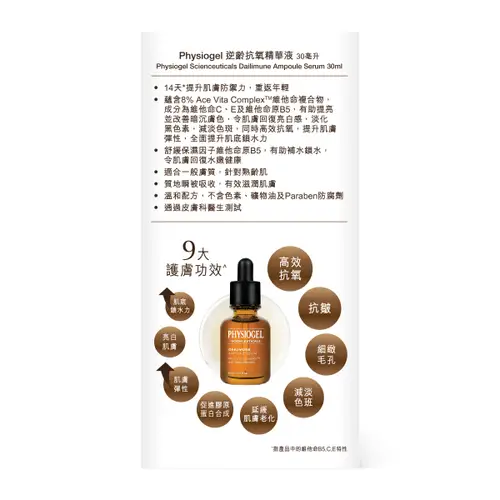 Physiogel 逆齡抗氧精華液 30毫升
Physiogel Scienceuticals Dailimune Ampoule Serum 30ml
• 14天*提升肌膚防禦力，重返年輕
• 蘊含8% Ace Vita Complex™維他命複合物，
成分為維他命C、E及維他命原B5，有助提亮
並改善暗沉膚色，令肌膚回復亮白感，淡化
黑色素，減淡色斑，同時高效抗氧，提升肌膚
彈性，全面提升肌底鎖水力
• 舒緩保濕因子維他命原B5，有助補水鎖水，
令肌膚回復水嫩健康
• 適合一般膚質，針對熟齡肌
• 質地瞬被吸收，有效滋潤肌膚
• 溫和配方，不含色素、礦物油及Paraben防腐劑
• 通過皮膚科醫生測試
9大
護膚功效^
高效
抗氧
肌底
鎖水力
抗皺
亮白
肌膚
細緻
毛孔
肌膚
彈性
減淡
色斑
促進膠原
蛋白合成
延緩
肌膚老化
PHYSIOGEL